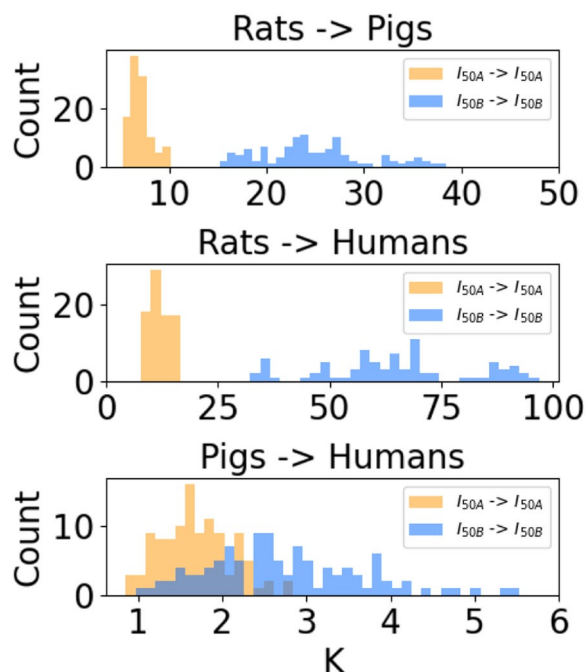 Rats -> Pigs
Count
20
0
I50A -> I50A
I50B -> I50B
10 20 30 40 50
Rats -> Humans
Count
20
0
I50A -> I50A
I50B -> I50B
0 25 50 75 100
Pigs -> Humans
Count
10
0
I50A -> I50A
I50B -> I50B
1 2 3 4 5 6
K